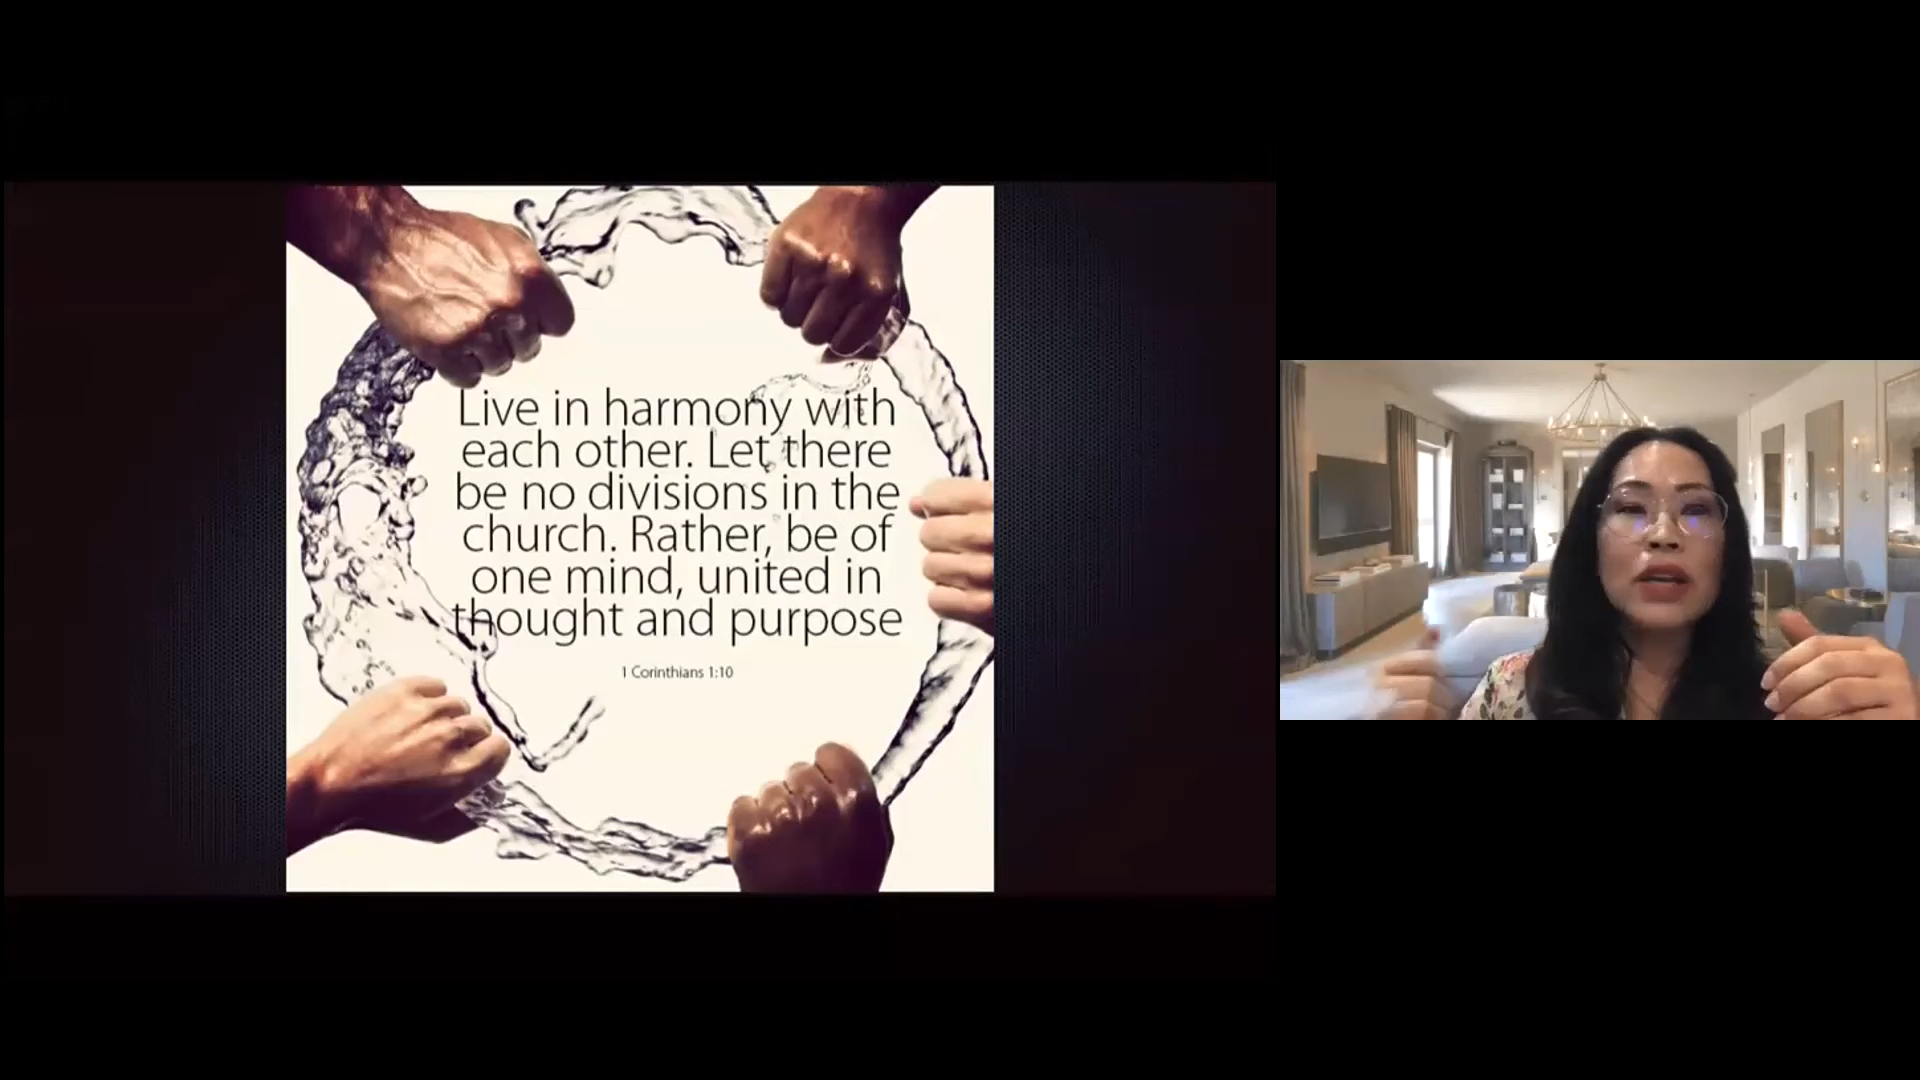 Live in harmony with
each other. Let there
be no divisions in the
church. Rather, be of
one mind, united in
thought and purpose
1 Corinthians 1:10